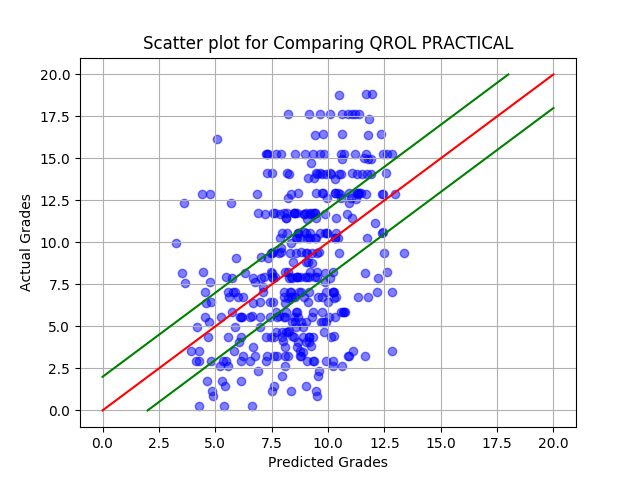 Scatter plot for Comparing QROL PRACTICAL
20.0
17.5
15.0
12.5
10.0
7.5
5.0
2.5
0.0
Actual Grades
0.0 2.5 5.0 7.5 10.0 12.5 15.0 17.5 20.0
Predicted Grades